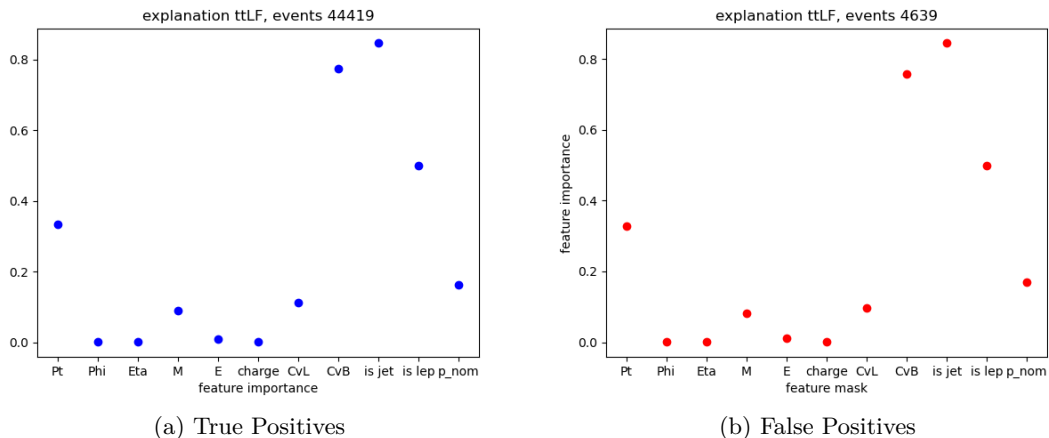 explanation ttLF, events 44419
0.8
0.6
0.4
0.2
0.0
Pt Phi Eta M E charge CvL CvB is jet is lep p_nom
feature importance
(a) True Positives
explanation ttLF, events 4639
feature importance
0.8
0.6
0.4
0.2
0.0
Pt Phi Eta M E charge CvL CvB is jet is lep p_nom
feature mask
(b) False Positives